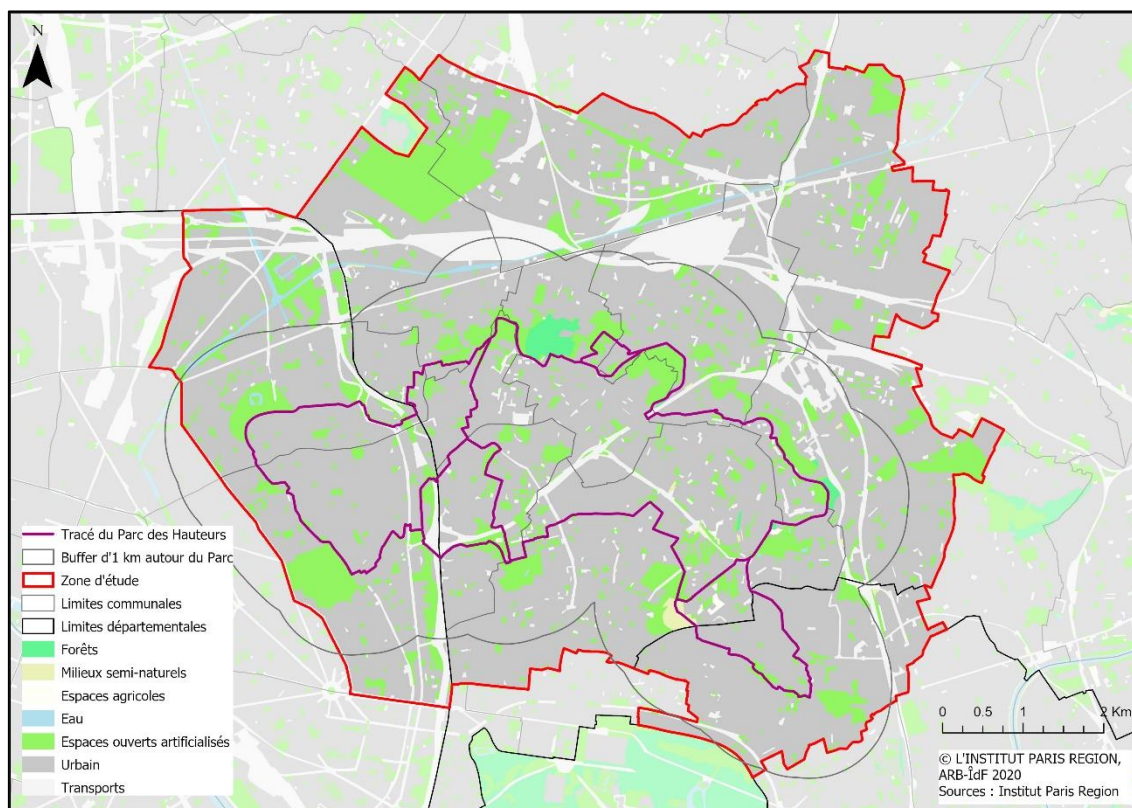 N
Tracé du Parc des Hauteurs
Buffer d'1 km autour du Parc
Zone d'étude
Limites communales
Limites départementales
Forêts
Milieux semi-naturels
Espaces agricoles
Eau
Espaces ouverts artificialisés
Urbain
Transports
0 0.5 1 2 Km
© L'INSTITUT PARIS REGION,
ARB-ÎdF 2020
Sources : Institut Paris Region